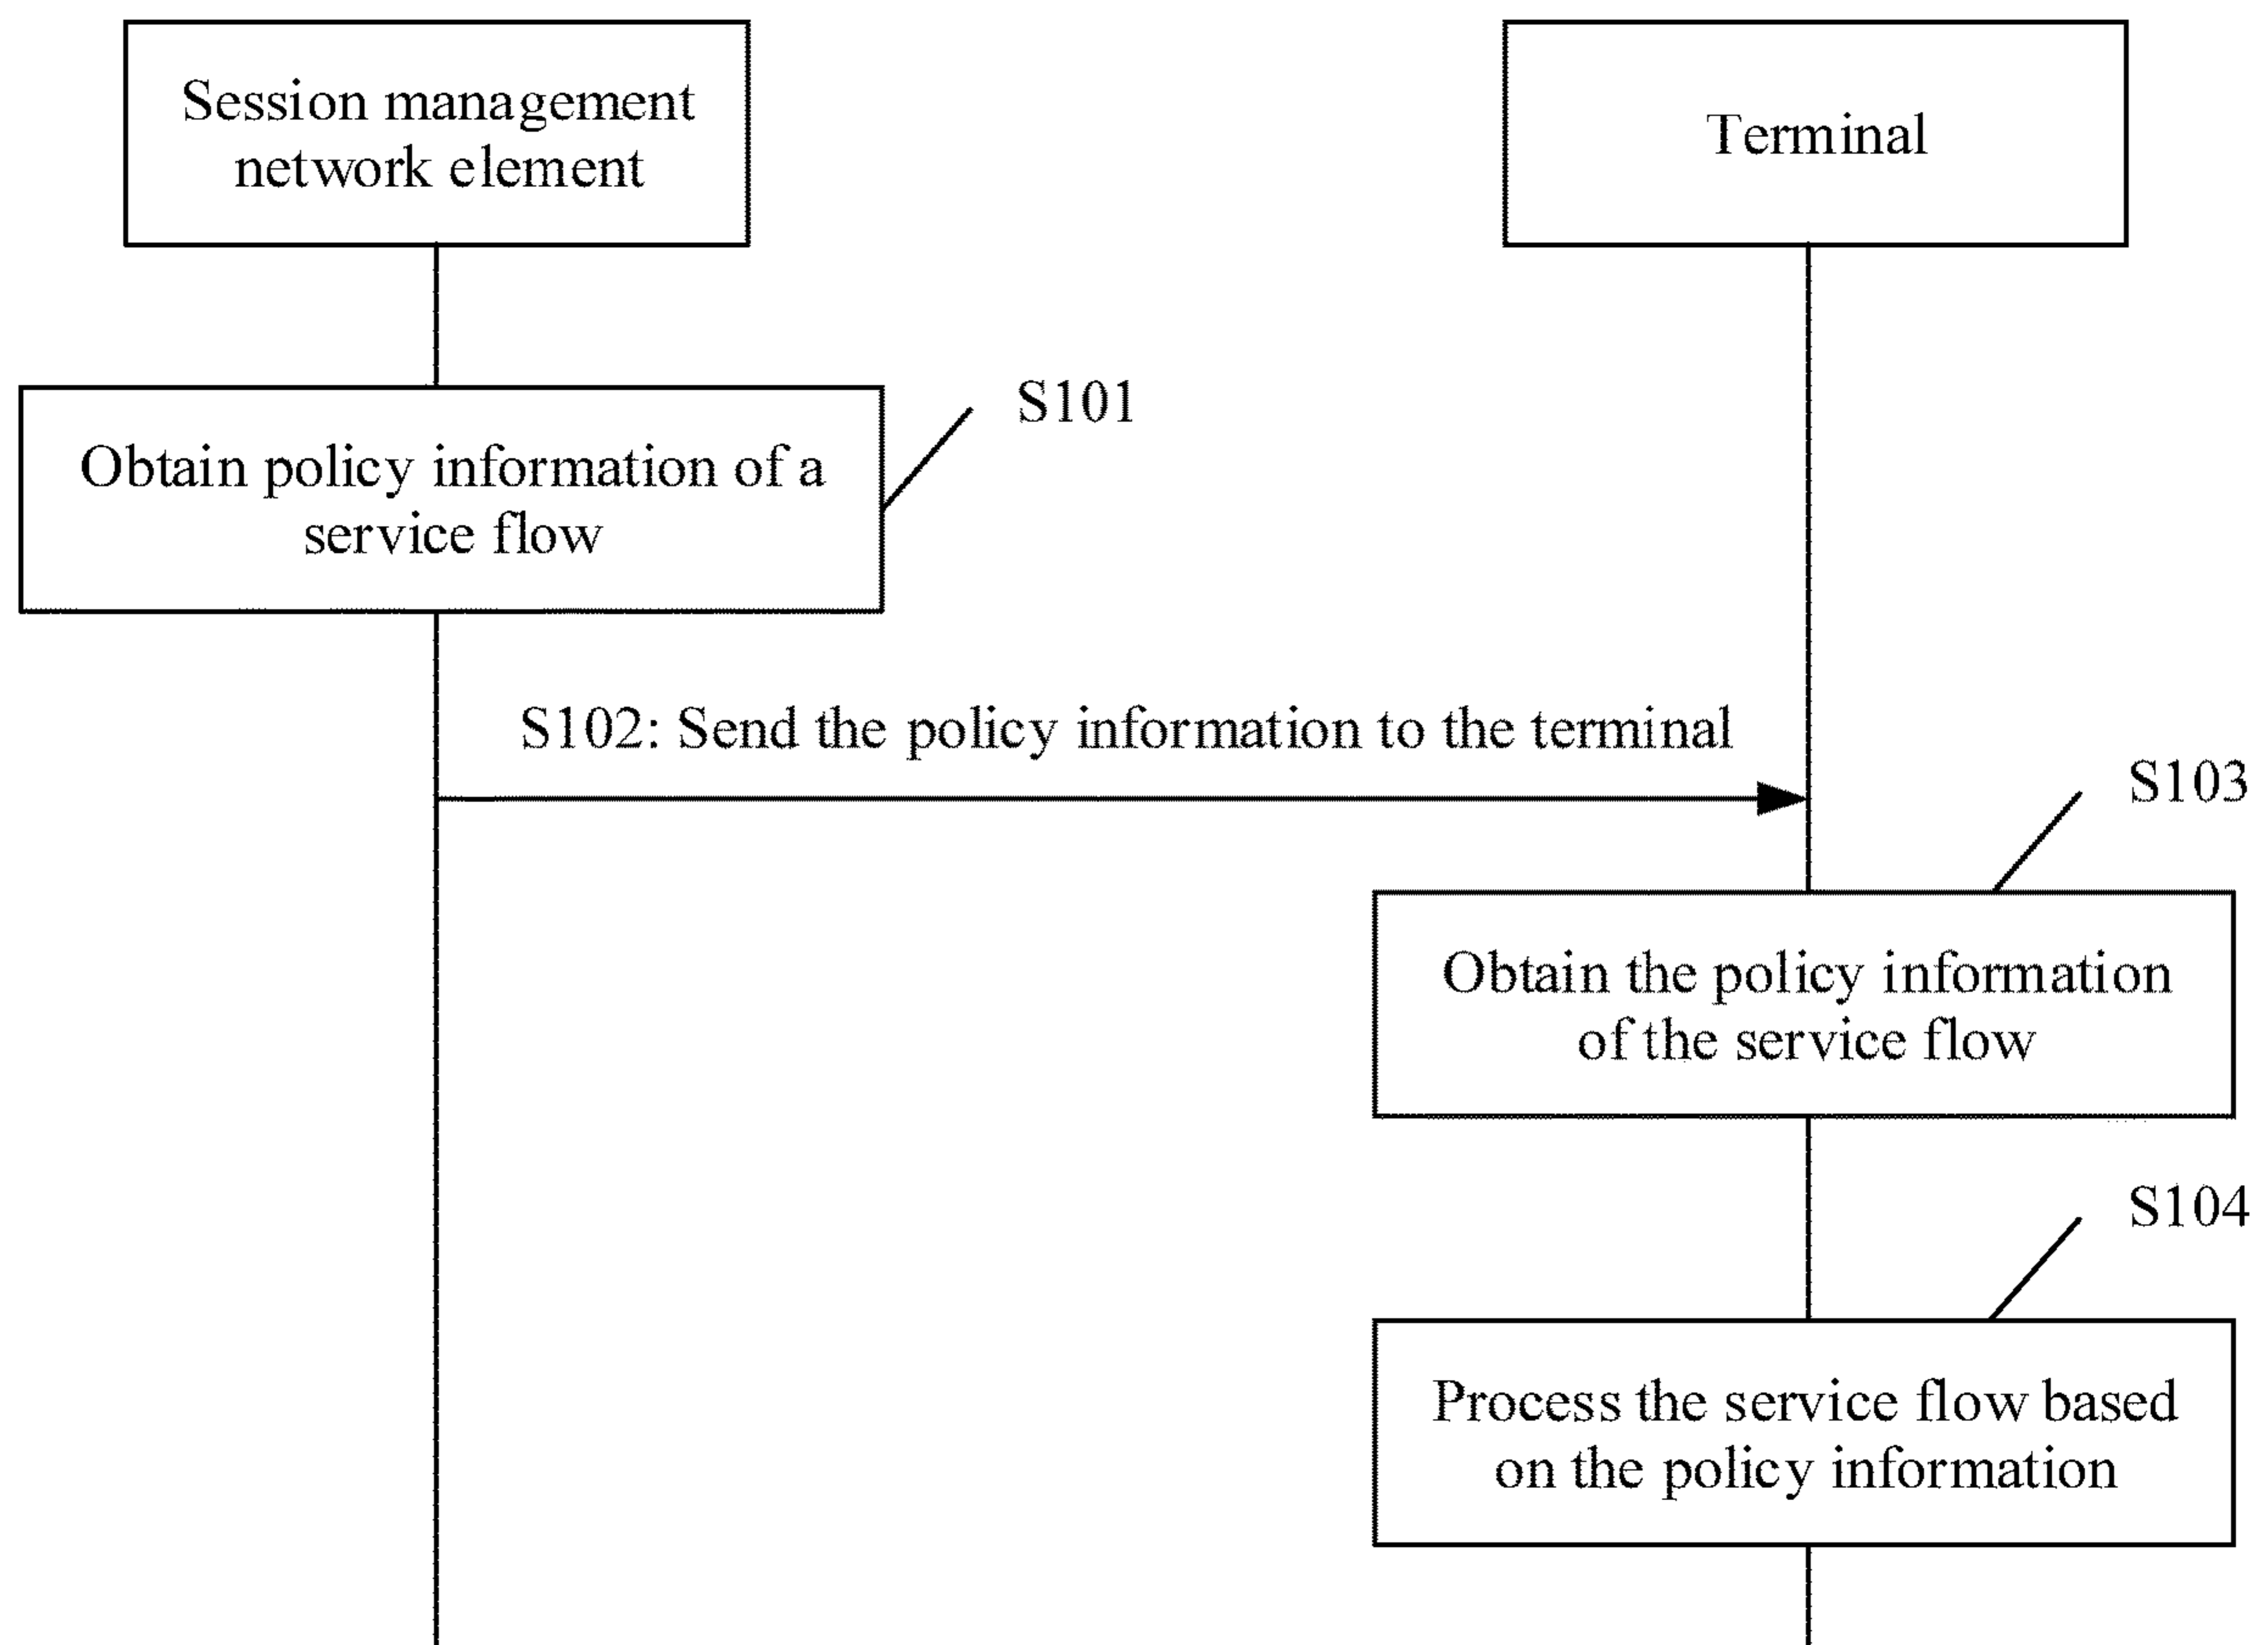 Session management
network element
Terminal
S101
Obtain policy information of a
service flow
S102: Send the policy information to the terminal
S103
Obtain the policy information
of the service flow
S104
Process the service flow based
on the policy information